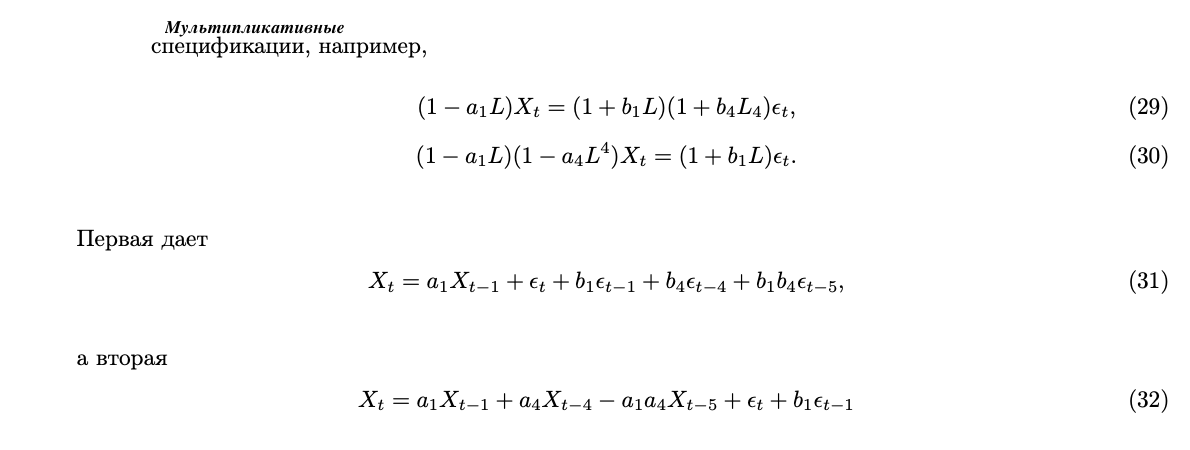 Мультипликативные
спецификации, например,
(1 − a₁L)Xₜ = (1 + b₁L)(1 + b₄L₄)ϵₜ, (29)
(1 − a₁L)(1 − a₄L⁴)Xₜ = (1 + b₁L)ϵₜ. (30)
Первая дает
Xₜ = a₁Xₜ₋₁ + ϵₜ + b₁ϵₜ₋₁ + b₄ϵₜ₋₄ + b₁b₄ϵₜ₋₅, (31)
а вторая
Xₜ = a₁Xₜ₋₁ + a₄Xₜ₋₄ − a₁a₄Xₜ₋₅ + ϵₜ + b₁ϵₜ₋₁ (32)